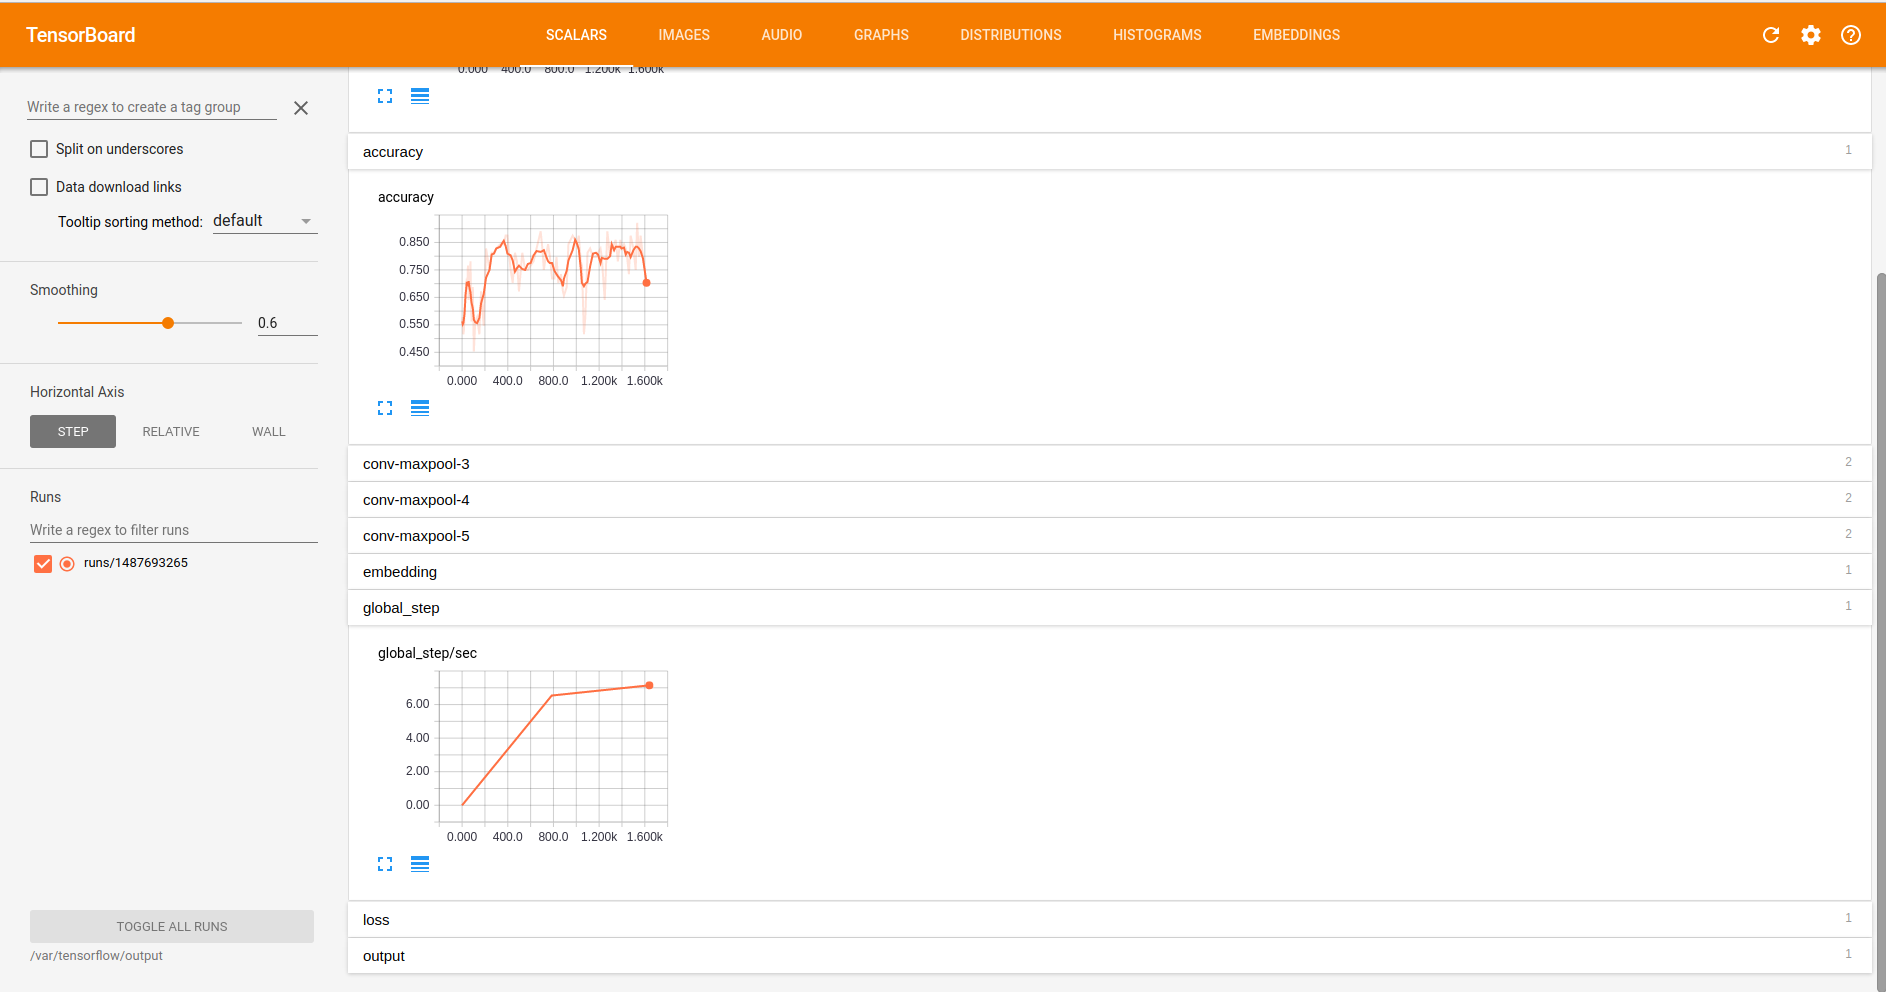 TensorBoard
SCALARS IMAGES AUDIO GRAPHS DISTRIBUTIONS HISTOGRAMS EMBEDDINGS
Write a regex to create a tag group
Split on underscores
Data download links
Tooltip sorting method: default
Smoothing
0.6
Horizontal Axis
STEP RELATIVE WALL
Runs
Write a regex to filter runs
runs/1487693265
TOGGLE ALL RUNS
/var/tensorflow/output
0.000 400.0 800.0 1.200k 1.600k
accuracy 1
accuracy
0.850
0.750
0.650
0.550
0.450
0.000 400.0 800.0 1.200k 1.600k
conv-maxpool-3 2
conv-maxpool-4 2
conv-maxpool-5 2
embedding 1
global_step 1
global_step/sec
6.00
4.00
2.00
0.00
0.000 400.0 800.0 1.200k 1.600k
loss 1
output 1